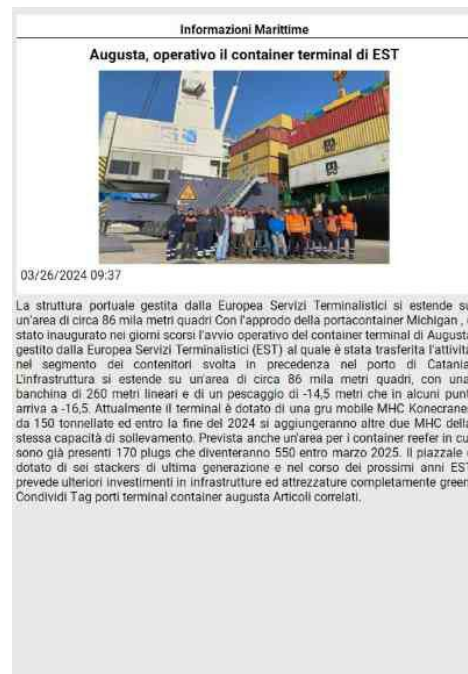 Informazioni Marittime
Augusta, operativo il container terminal di EST
03/26/2024 09:37
La struttura portuale gestita dalla Europea Servizi Terminalistici si estende su
un'area di circa 86 mila metri quadri Con l'approdo della portacontainer Michlgan ,
stato inaugurato nei giorni scorsi l'avvio operativo del container terminal di Augusta
gestito dalla Europea Servizi Terminalistici (EST) al quale è stata trasferita l'attivit
nel segmento dei contenitori svolta in precedenza nel porto di Catania
L'infrastruttura si estende su un'area di circa 86 mila metri quadri, con una
banchina di 260 metri lineari e di un pescaggio di -14,5 metri che in alcuni punt
arriva a -16,5. Attualmente il terminal è dotato di una gru mobile MHC Konecrane
da 150 tonnellate ed entro la fine del 2024 si aggiungeranno altre due MHC della
stessa capacità di sollevamento. Prevista anche un'area per i container reefer in cu
sono già presenti 170 plugs che diventeranno 550 entro marzo 2025. Il piazzale
dotato di sei stackers di ultima generazione e nel corso dei prossimi anni EST
prevede ulteriori investimenti in infrastrutture ed attrezzature completamente green
Condividi Tag porti terminal container augusta Articoli correlati.